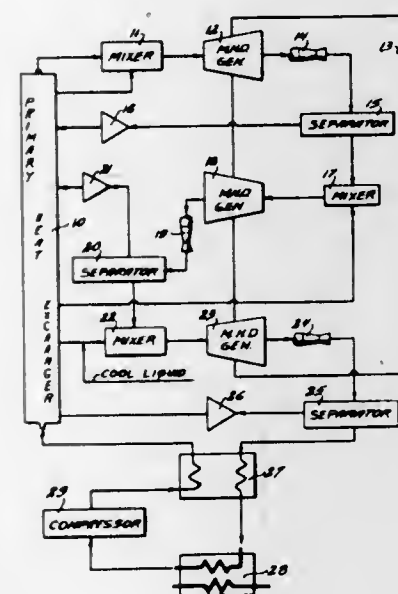 11
MIXER
12
MHD
GEN.
14
13
PRIMARY
HEAT
EXCHANGER
10
16
15
SEPARATOR
21
18
MHD
GEN
17
MIXER
19
20
SEPARATOR
22
MIXER
23
MHD
GEN.
24
COOL LIQUID
26
25
SEPARATOR
27
29
COMPRESSOR
28